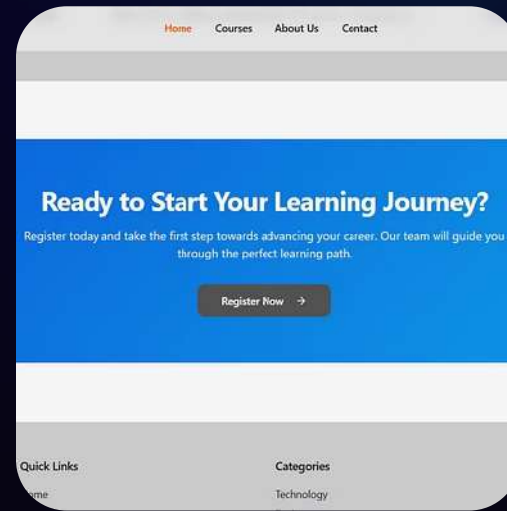 Home Courses About Us Contact
Ready to Start Your Learning Journey?
Register today and take the first step towards advancing your career. Our team will guide you
through the perfect learning path.
Register Now →
Quick Links Categories
Technology